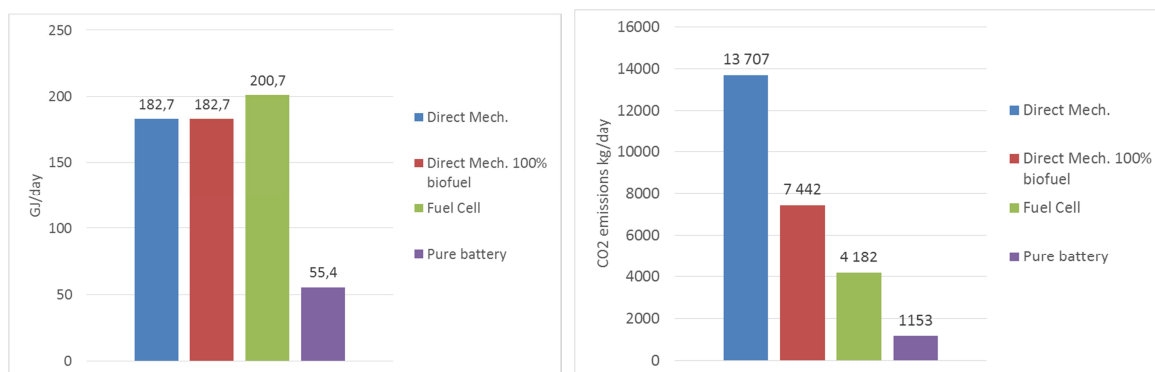 250
200
150
100
50
0
GJ/day
182,7
182,7
200,7
55,4
Direct Mech.
Direct Mech. 100%
biofuel
Fuel Cell
Pure battery
16000
14000
12000
10000
8000
6000
4000
2000
0
CO2 emissions kg/day
13 707
7 442
4 182
1153
Direct Mech.
Direct Mech. 100%
biofuel
Fuel Cell
Pure battery